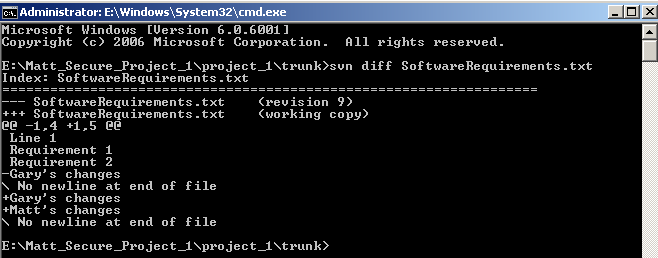 Administrator: E:\Windows\System32\cmd.exe
Microsoft Windows [Version 6.0.6001]
Copyright (c) 2006 Microsoft Corporation.  All rights reserved.
E:\Matt_Secure_Project_1\project_1\trunk>svn diff SoftwareRequirements.txt
Index: SoftwareRequirements.txt
===================================================================
--- SoftwareRequirements.txt    (revision 9)
+++ SoftwareRequirements.txt    (working copy)
@@ -1,4 +1,5 @@
 Line 1
 Requirement 1
 Requirement 2
-Gary's changes
\ No newline at end of file
+Gary's changes
+Matt's changes
\ No newline at end of file
E:\Matt_Secure_Project_1\project_1\trunk>